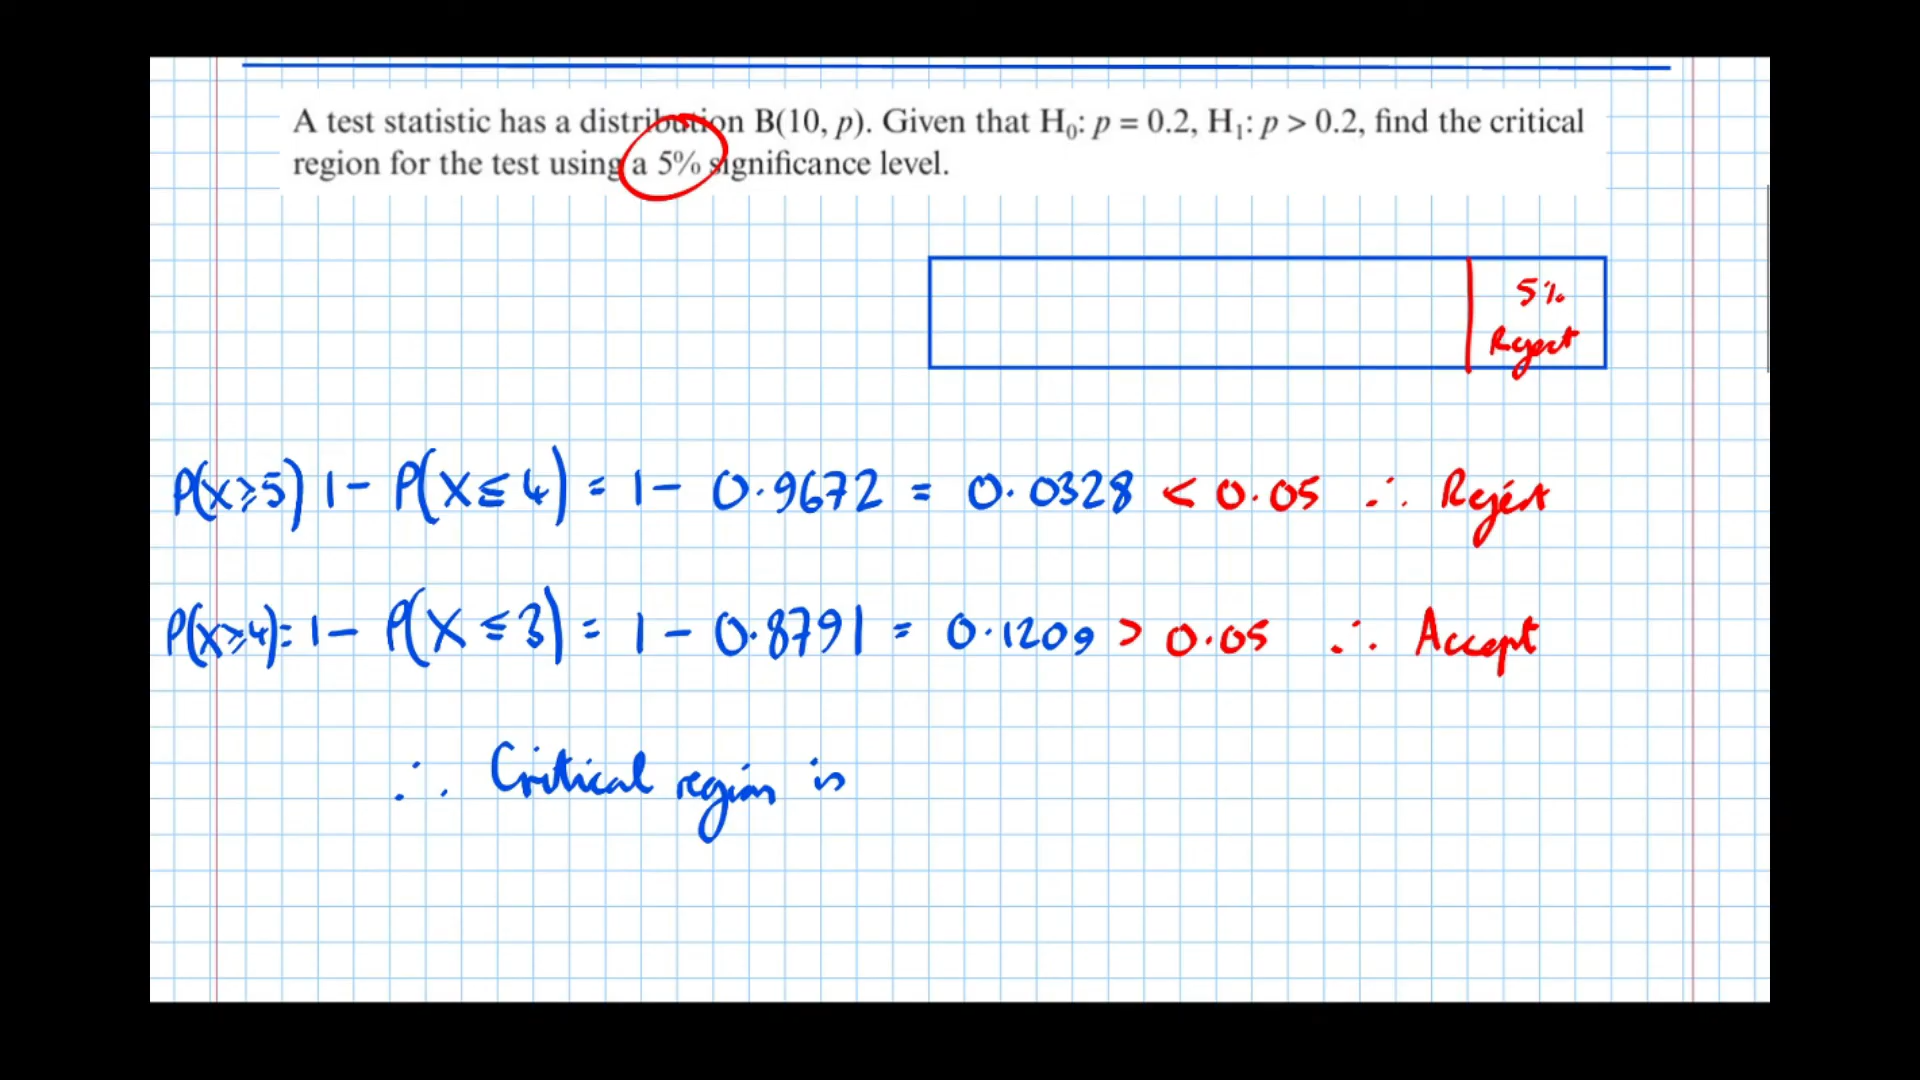 A test statistic has a distribution B(10, p). Given that H₀: p = 0.2, H₁: p > 0.2, find the critical
region for the test using a 5% significance level.
5%
Reject
P(X≥5) 1 - P(X ≤ 4) = 1 - 0.9672 = 0.0328 < 0.05 ∴ Reject
P(X≥4) = 1 - P(X ≤ 3) = 1 - 0.8791 = 0.1209 > 0.05 ∴ Accept
∴ Critical region is